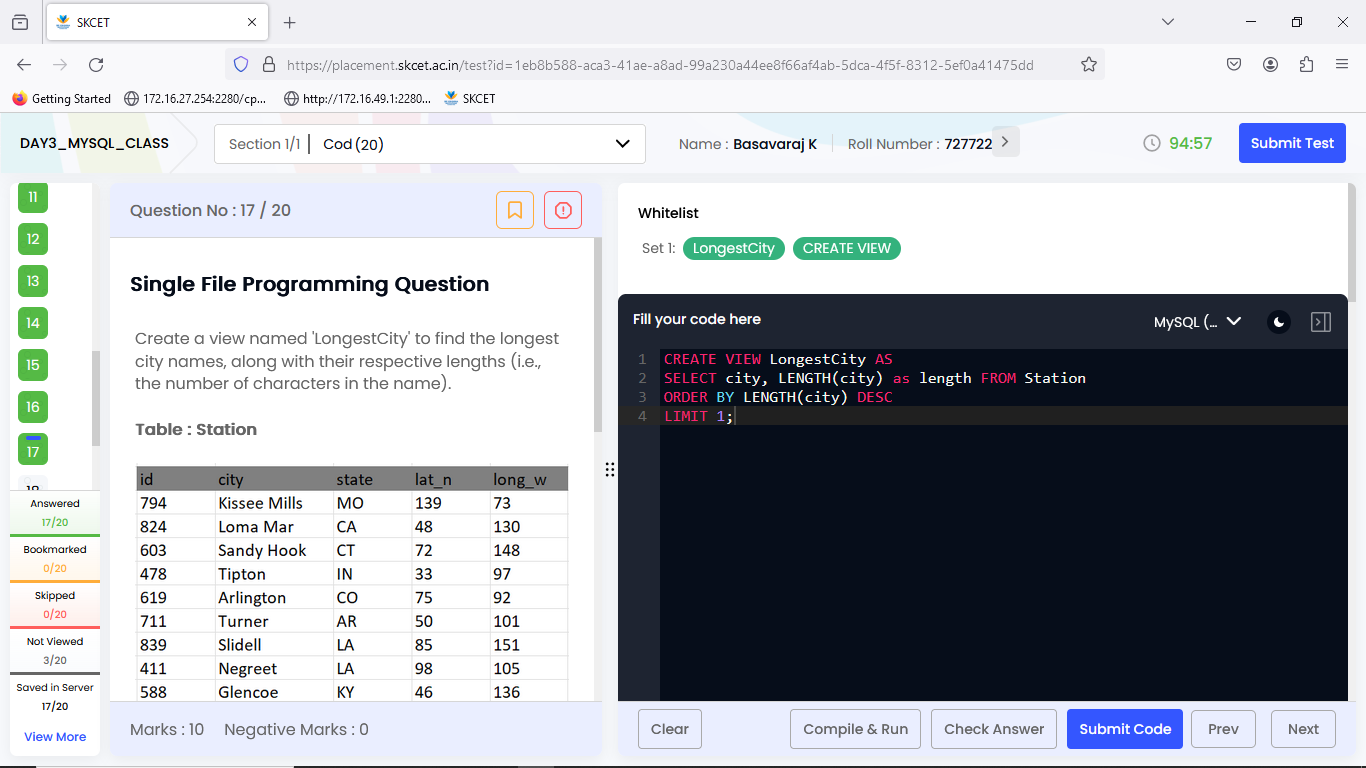 SKCET
https://placement.skcet.ac.in/test?id=1eb8b588-aca3-41ae-a8ad-99a230a44ee8f66af4ab-5dca-4f5f-8312-5ef0a41475dd
Getting Started 172.16.27.254:2280/cp... http://172.16.49.1:2280... SKCET
DAY3_MYSQL_CLASS Section 1/1 | Cod (20) Name : Basavaraj K Roll Number : 727722 94:57 Submit Test
11
12
13
14
15
16
17
18
Answered
17/20
Bookmarked
0/20
Skipped
0/20
Not Viewed
3/20
Saved in Server
17/20
View More
Question No : 17 / 20
Single File Programming Question
Create a view named 'LongestCity' to find the longest
city names, along with their respective lengths (i.e.,
the number of characters in the name).
Table : Station
id city state lat_n long_w
794 Kissee Mills MO 139 73
824 Loma Mar CA 48 130
603 Sandy Hook CT 72 148
478 Tipton IN 33 97
619 Arlington CO 75 92
711 Turner AR 50 101
839 Slidell LA 85 151
411 Negreet LA 98 105
588 Glencoe KY 46 136
Marks : 10 Negative Marks : 0
Whitelist
Set 1: LongestCity CREATE VIEW
Fill your code here MySQL (...
1 CREATE VIEW LongestCity AS
2 SELECT city, LENGTH(city) as length FROM Station
3 ORDER BY LENGTH(city) DESC
4 LIMIT 1;
Clear Compile & Run Check Answer Submit Code Prev Next